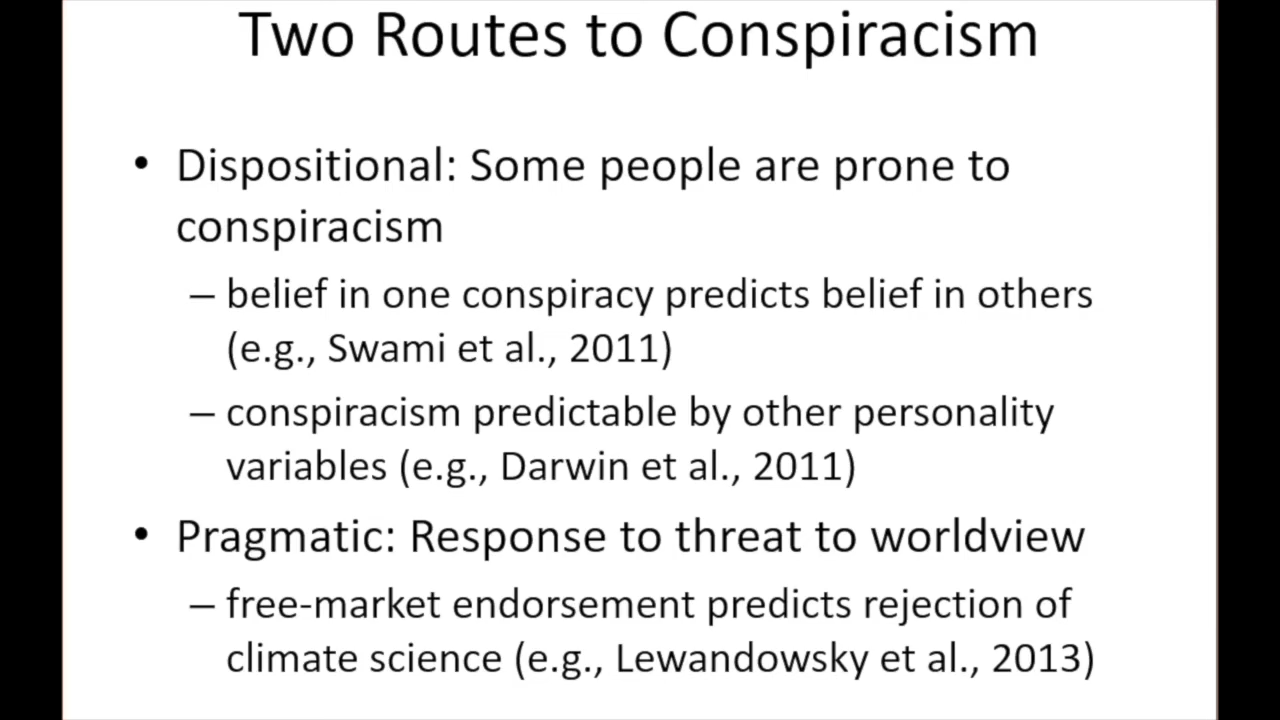 Two Routes to Conspiracism
• Dispositional: Some people are prone to
conspiracism
– belief in one conspiracy predicts belief in others
(e.g., Swami et al., 2011)
– conspiracism predictable by other personality
variables (e.g., Darwin et al., 2011)
• Pragmatic: Response to threat to worldview
– free-market endorsement predicts rejection of
climate science (e.g., Lewandowsky et al., 2013)